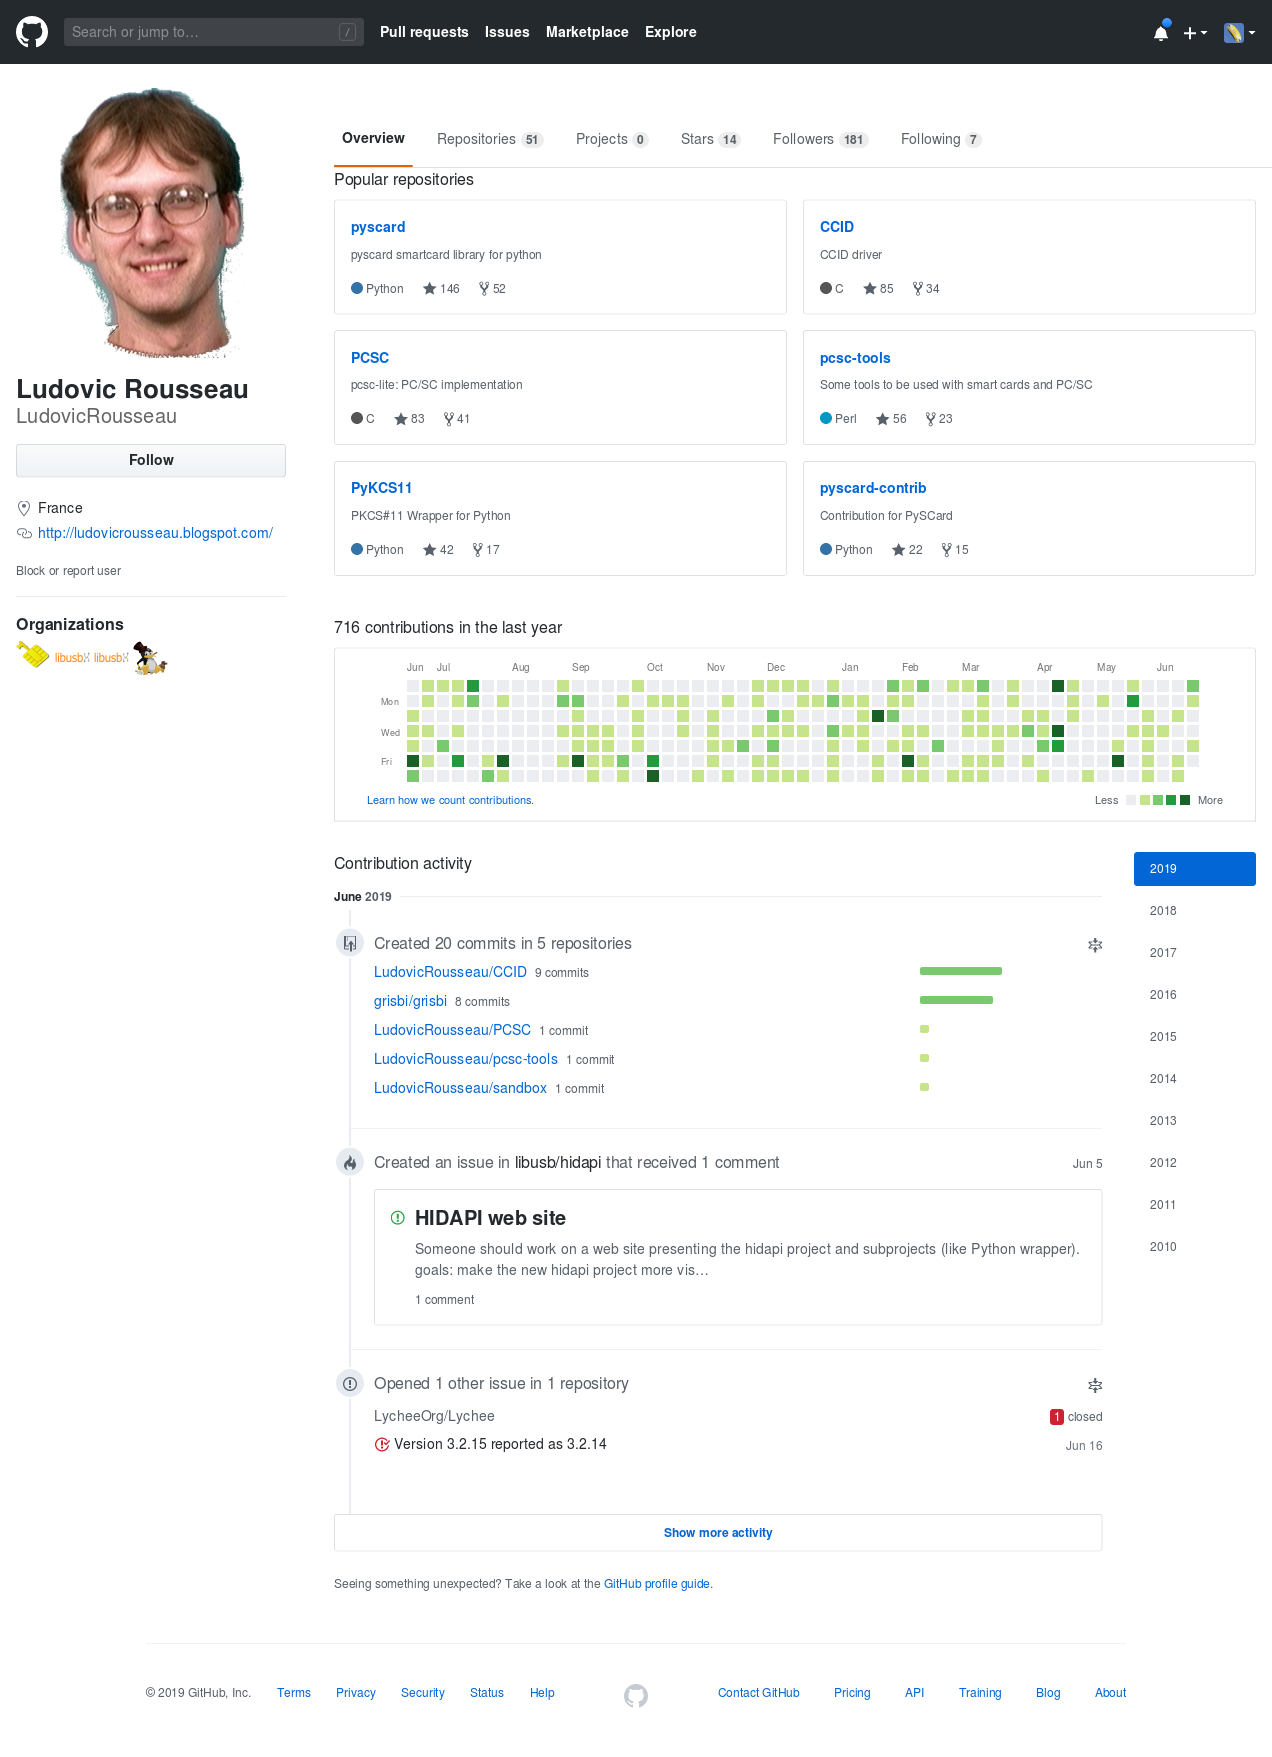 Search or jump to…
/
Pull requests
Issues
Marketplace
Explore
Ludovic Rousseau
LudovicRousseau
Follow
France
http://ludovicrousseau.blogspot.com/
Block or report user
Organizations
libusbX libusbX
Overview
Repositories 51
Projects 0
Stars 14
Followers 181
Following 7
Popular repositories
pyscard
pyscard smartcard library for python
Python 146 52
CCID
CCID driver
C 85 34
PCSC
pcsc-lite: PC/SC implementation
C 83 41
pcsc-tools
Some tools to be used with smart cards and PC/SC
Perl 56 23
PyKCS11
PKCS#11 Wrapper for Python
Python 42 17
pyscard-contrib
Contribution for PySCard
Python 22 15
716 contributions in the last year
Jun Jul Aug Sep Oct Nov Dec Jan Feb Mar Apr May Jun
Mon
Wed
Fri
Learn how we count contributions.
Less More
Contribution activity
June 2019
Created 20 commits in 5 repositories
LudovicRousseau/CCID 9 commits
grisbi/grisbi 8 commits
LudovicRousseau/PCSC 1 commit
LudovicRousseau/pcsc-tools 1 commit
LudovicRousseau/sandbox 1 commit
Created an issue in libusb/hidapi that received 1 comment Jun 5
HIDAPI web site
Someone should work on a web site presenting the hidapi project and subprojects (like Python wrapper).
goals: make the new hidapi project more vis…
1 comment
Opened 1 other issue in 1 repository
LycheeOrg/Lychee 1 closed
Version 3.2.15 reported as 3.2.14 Jun 16
Show more activity
Seeing something unexpected? Take a look at the GitHub profile guide.
2019
2018
2017
2016
2015
2014
2013
2012
2011
2010
© 2019 GitHub, Inc. Terms Privacy Security Status Help Contact GitHub Pricing API Training Blog About